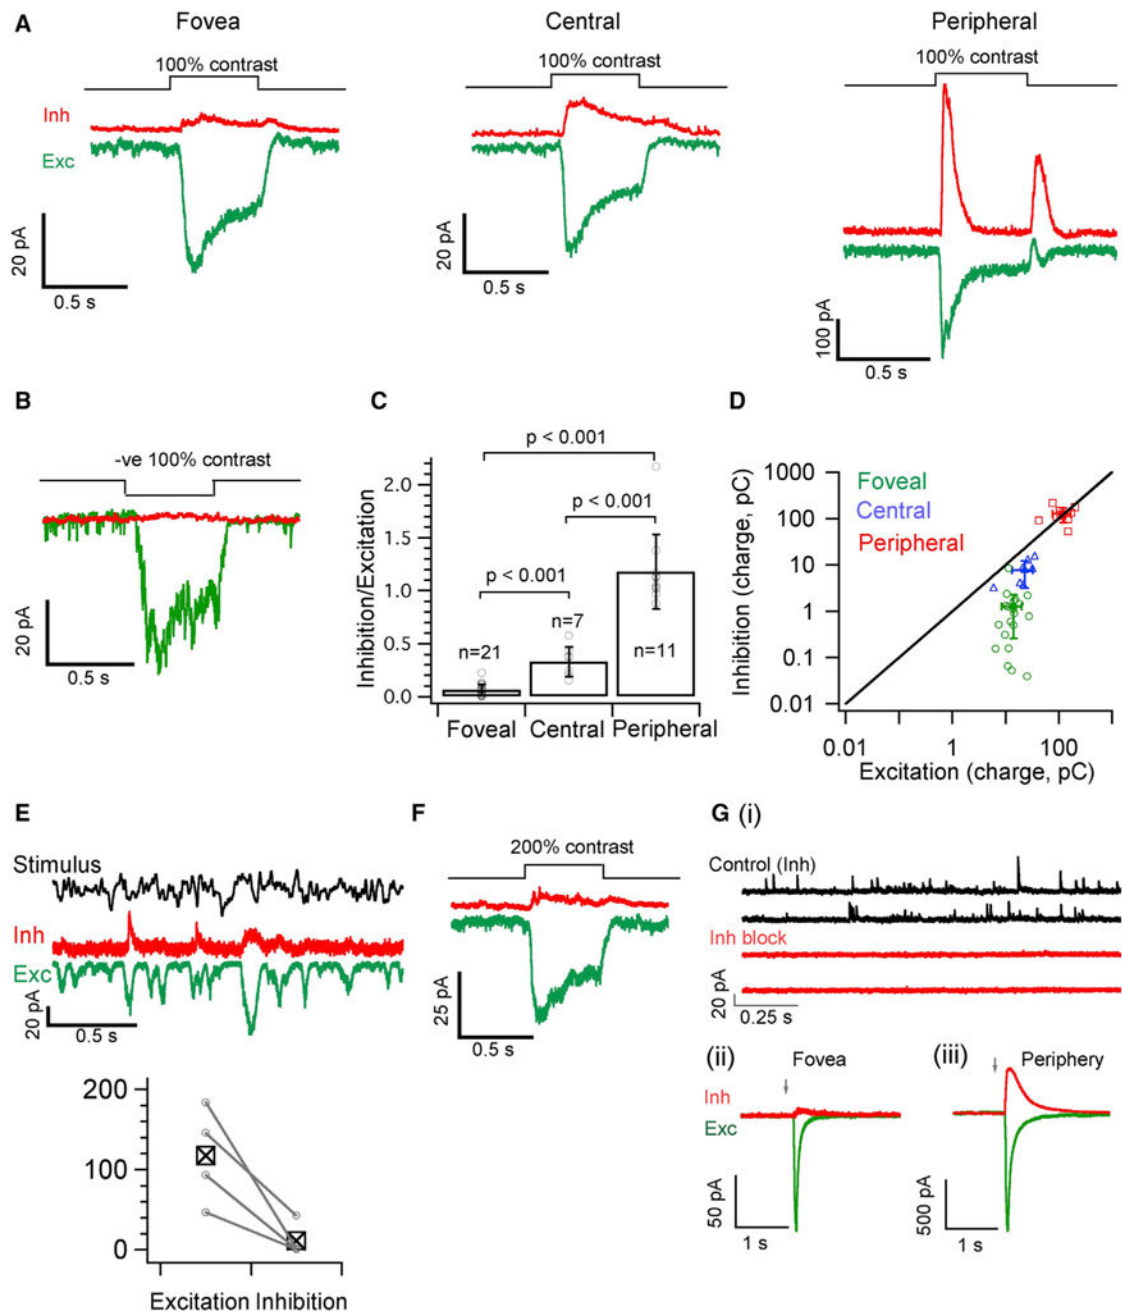 A
Fovea
Central
Peripheral
100% contrast
100% contrast
100% contrast
Inh
Exc
20 pA
0.5 s
20 pA
0.5 s
100 pA
0.5 s
B
-ve 100% contrast
20 pA
0.5 s
C
p < 0.001
p < 0.001
p < 0.001
n=21
n=7
n=11
Inhibition/Excitation
2.0
1.5
1.0
0.5
0.0
Foveal
Central
Peripheral
D
Foveal
Central
Peripheral
Inhibition (charge, pC)
1000
100
10
1
0.1
0.01
0.01
1
100
Excitation (charge, pC)
E
Stimulus
Inh
Exc
20 pA
0.5 s
200
100
0
Excitation
Inhibition
F
200% contrast
25 pA
0.5 s
G (i)
Control (Inh)
Inh block
20 pA
0.25 s
(ii)
Fovea
Inh
Exc
50 pA
1 s
(iii)
Periphery
500 pA
1 s